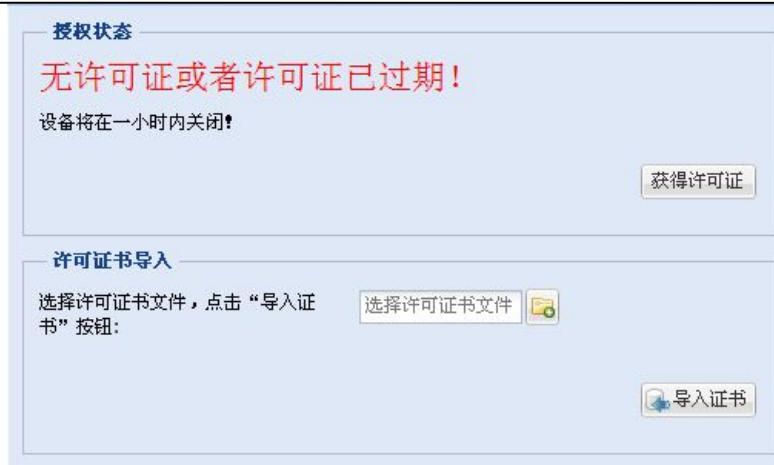 授权状态
无许可证或者许可证已过期!
设备将在一小时内关闭!
获得许可证
许可证书导入
选择许可证书文件,点击“导入证
书”按钮:
选择许可证书文件
导入证书